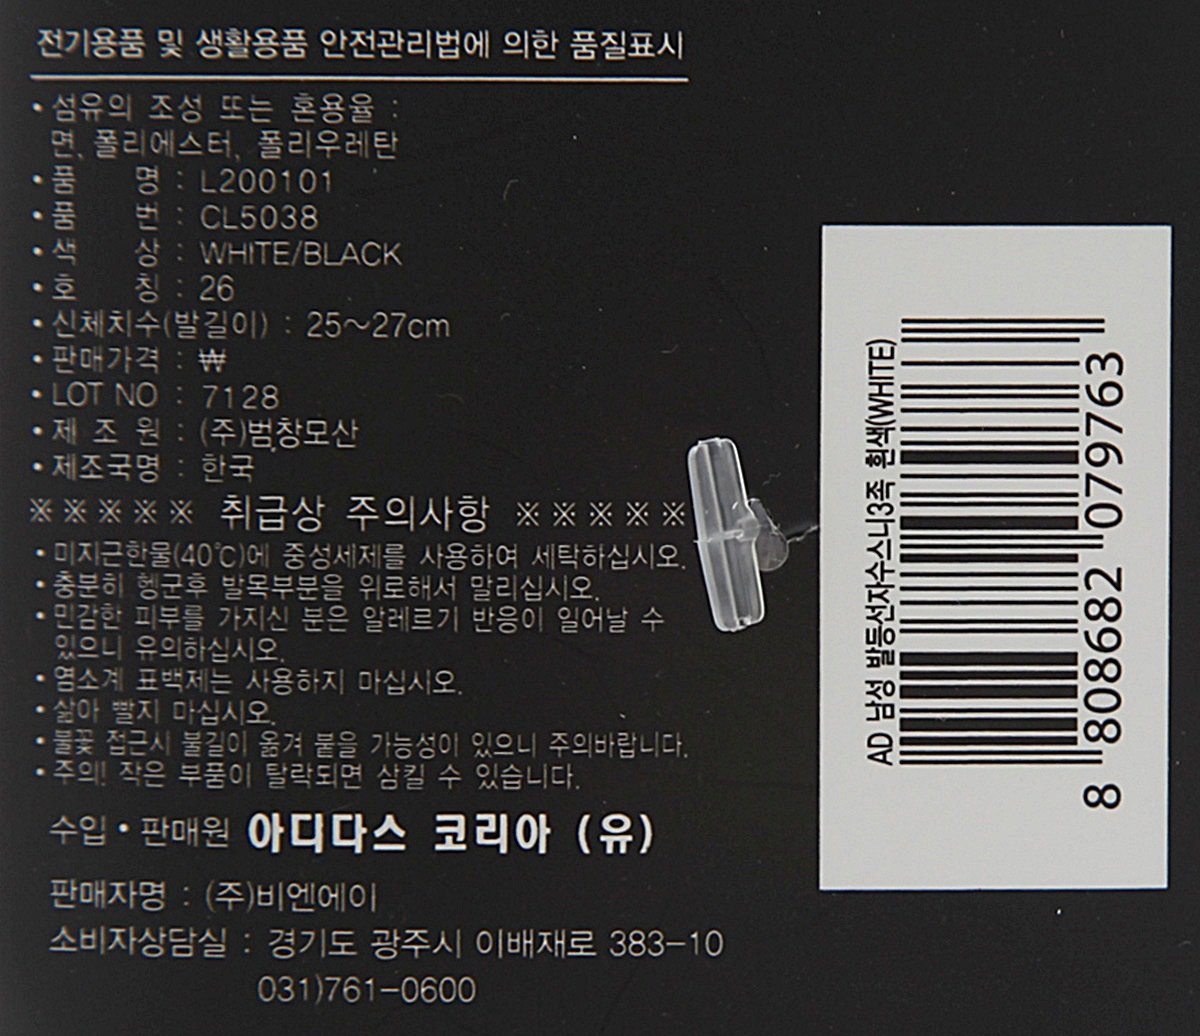 전기용품 및 생활용품 안전관리법에 의한 품질표시
• 섬유의 조성 또는 혼용율 :
면, 폴리에스터, 폴리우레탄
• 품 명 : L200101
• 품 번 : CL5038
• 색 상 : WHITE/BLACK
• 호 칭 : 26
• 신체치수(발길이) : 25~27cm
• 판매가격 : ₩
• LOT NO : 7128
• 제 조 원 : (주)범창모산
• 제조국명 : 한국
※※※※※ 취급상 주의사항 ※※※※※
• 미지근한물(40℃)에 중성세제를 사용하여 세탁하십시오.
• 충분히 헹군후 발목부분을 위로해서 말리십시오.
• 민감한 피부를 가지신 분은 알레르기 반응이 일어날 수
있으니 유의하십시오.
• 염소계 표백제는 사용하지 마십시오.
• 삶아 빨지 마십시오.
• 불꽃 접근시 불길이 옮겨 붙을 가능성이 있으니 주의바랍니다.
• 주의! 작은 부품이 탈락되면 삼킬 수 있습니다.
수입 • 판매원 아디다스 코리아 (유)
판매자명 : (주)비엔에이
소비자상담실 : 경기도 광주시 이배재로 383-10
031)761-0600
AD 남성 발등선자수스니3족 흰색(WHITE)
8 808682 079763